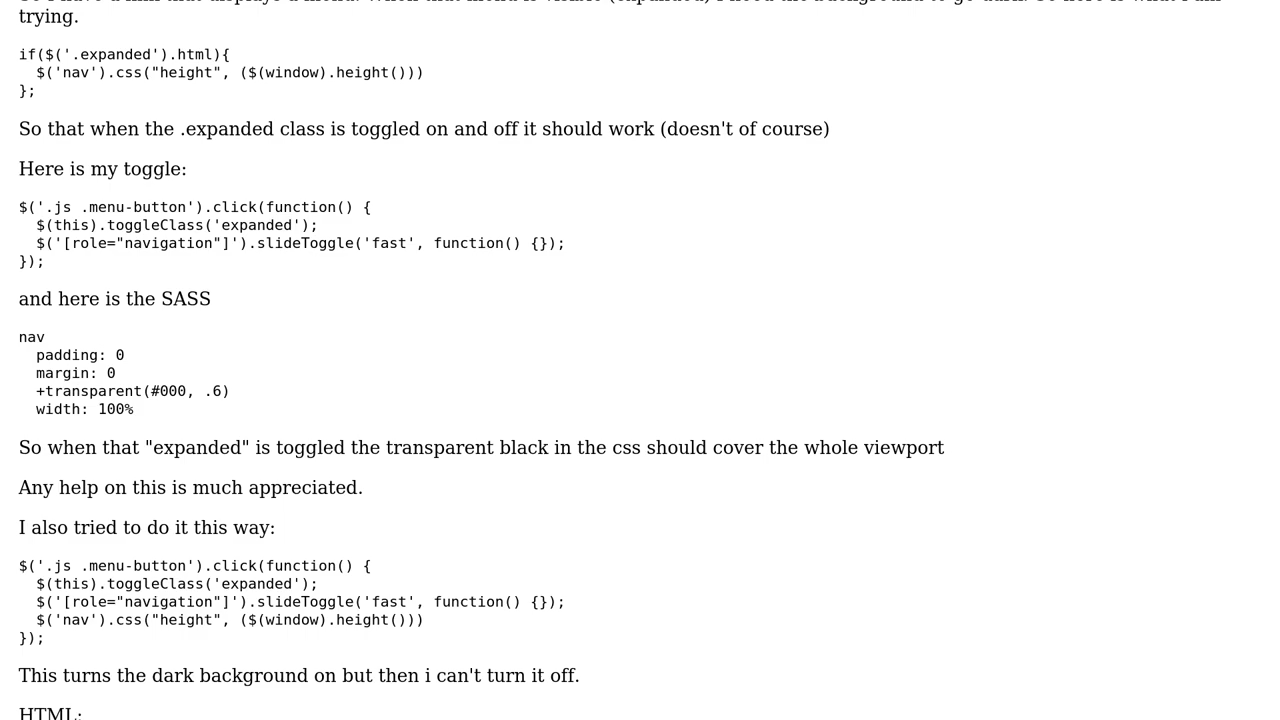 trying.
if($('.expanded').html){
  $('nav').css("height", ($(window).height()))
};
So that when the .expanded class is toggled on and off it should work (doesn't of course)
Here is my toggle:
$('.js .menu-button').click(function() {
  $(this).toggleClass('expanded');
  $('[role="navigation"]').slideToggle('fast', function() {});
});
and here is the SASS
nav
  padding: 0
  margin: 0
  +transparent(#000, .6)
  width: 100%
So when that "expanded" is toggled the transparent black in the css should cover the whole viewport
Any help on this is much appreciated.
I also tried to do it this way:
$('.js .menu-button').click(function() {
  $(this).toggleClass('expanded');
  $('[role="navigation"]').slideToggle('fast', function() {});
  $('nav').css("height", ($(window).height()))
});
This turns the dark background on but then i can't turn it off.
HTML: